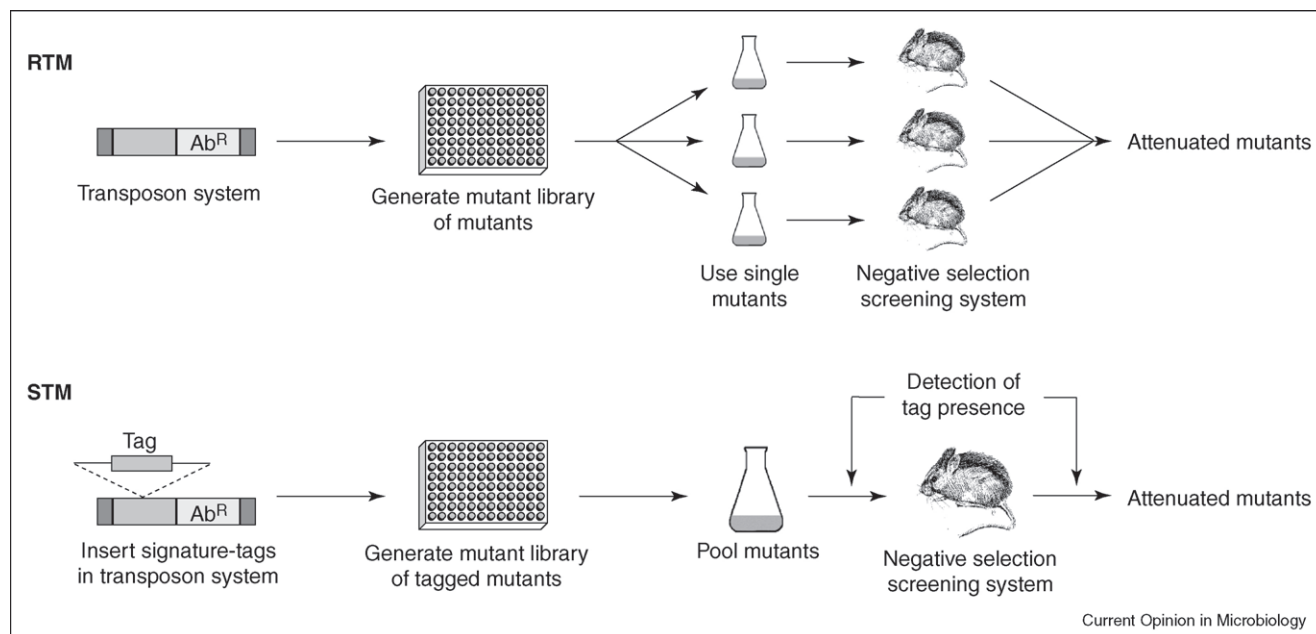 RTM
Ab^R
Transposon system
Generate mutant library
of mutants
Use single
mutants
Negative selection
screening system
Attenuated mutants
STM
Tag
Ab^R
Insert signature-tags
in transposon system
Generate mutant library
of tagged mutants
Pool mutants
Detection of
tag presence
Negative selection
screening system
Attenuated mutants
Current Opinion in Microbiology